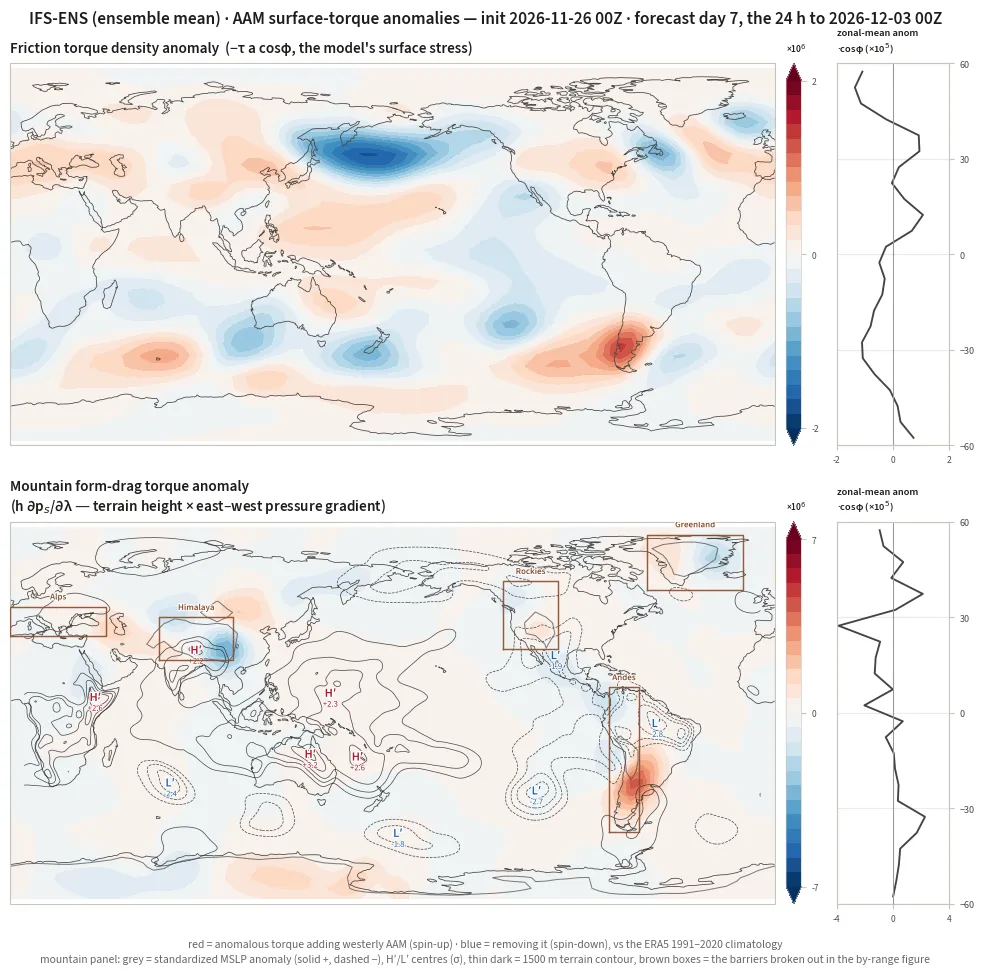 IFS-ENS (ensemble mean) · AAM surface-torque anomalies — init 2026-11-26 00Z · forecast day 7, the 24 h to 2026-12-03 00Z
Friction torque density anomaly (−τ a cosφ, the model's surface stress)
×10⁶
2
0
-2
zonal-mean anom
·cosφ (×10⁵)
60
30
0
−30
−60
-2
0
2
Mountain form-drag torque anomaly
(h ∂pₛ/∂λ — terrain height × east–west pressure gradient)
×10⁶
7
0
-7
zonal-mean anom
·cosφ (×10⁵)
60
30
0
−30
−60
-4
0
4
Greenland
Rockies
Alps
Himalaya
Andes
H'
H'
+2.3
H'
H'
+2.6
L'
L'
L'
L'
-2.7
L'
red = anomalous torque adding westerly AAM (spin-up) · blue = removing it (spin-down), vs the ERA5 1991–2020 climatology
mountain panel: grey = standardized MSLP anomaly (solid +, dashed −), H'/L' centres (σ), thin dark = 1500 m terrain contour, brown boxes = the barriers broken out in the by-range figure